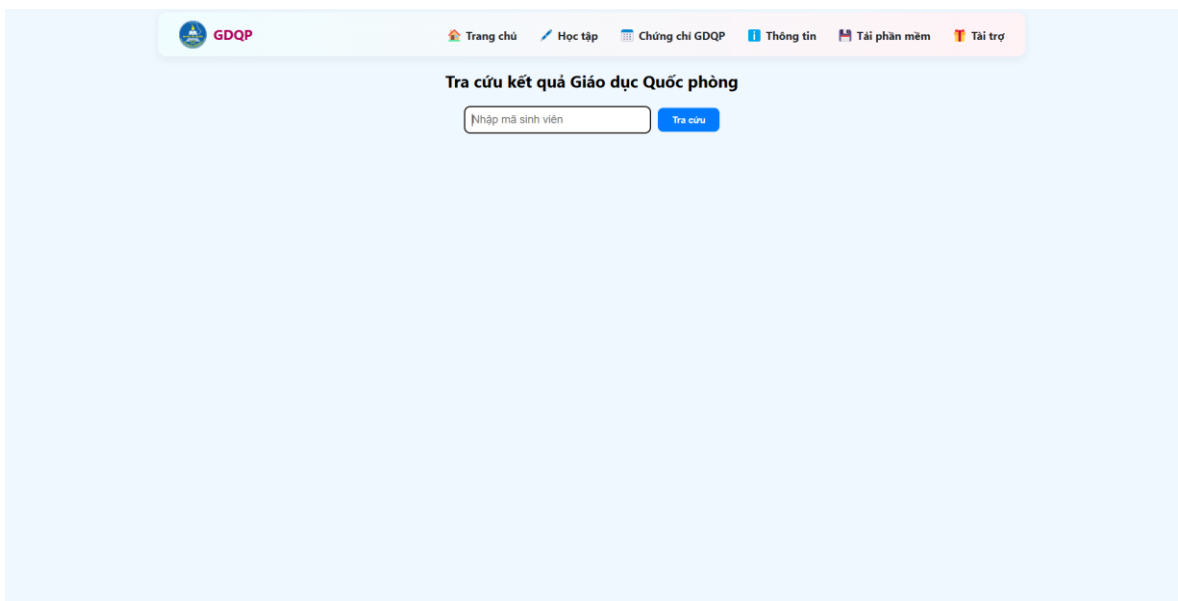 GDQP
Trang chủ Học tập Chứng chỉ GDQP Thông tin Tải phần mềm Tài trợ
Tra cứu kết quả Giáo dục Quốc phòng
Nhập mã sinh viên Tra cứu